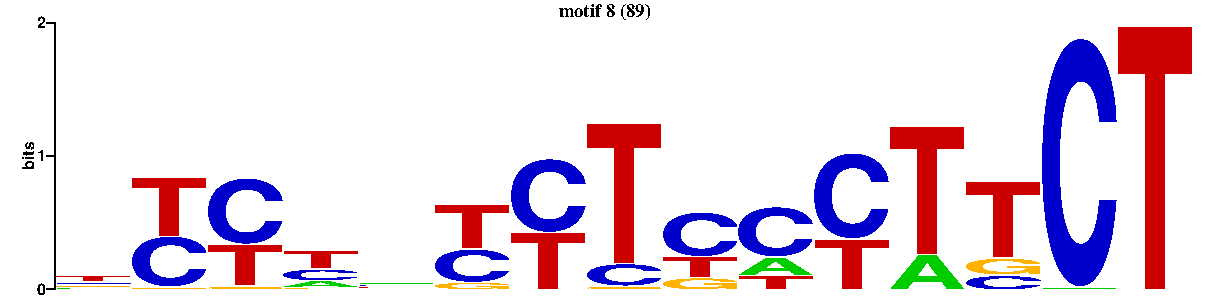 motif 8 (89)
2
bits
1
0
T C T C T C A T C G C T T C C T G C A T C T T A T G C C T